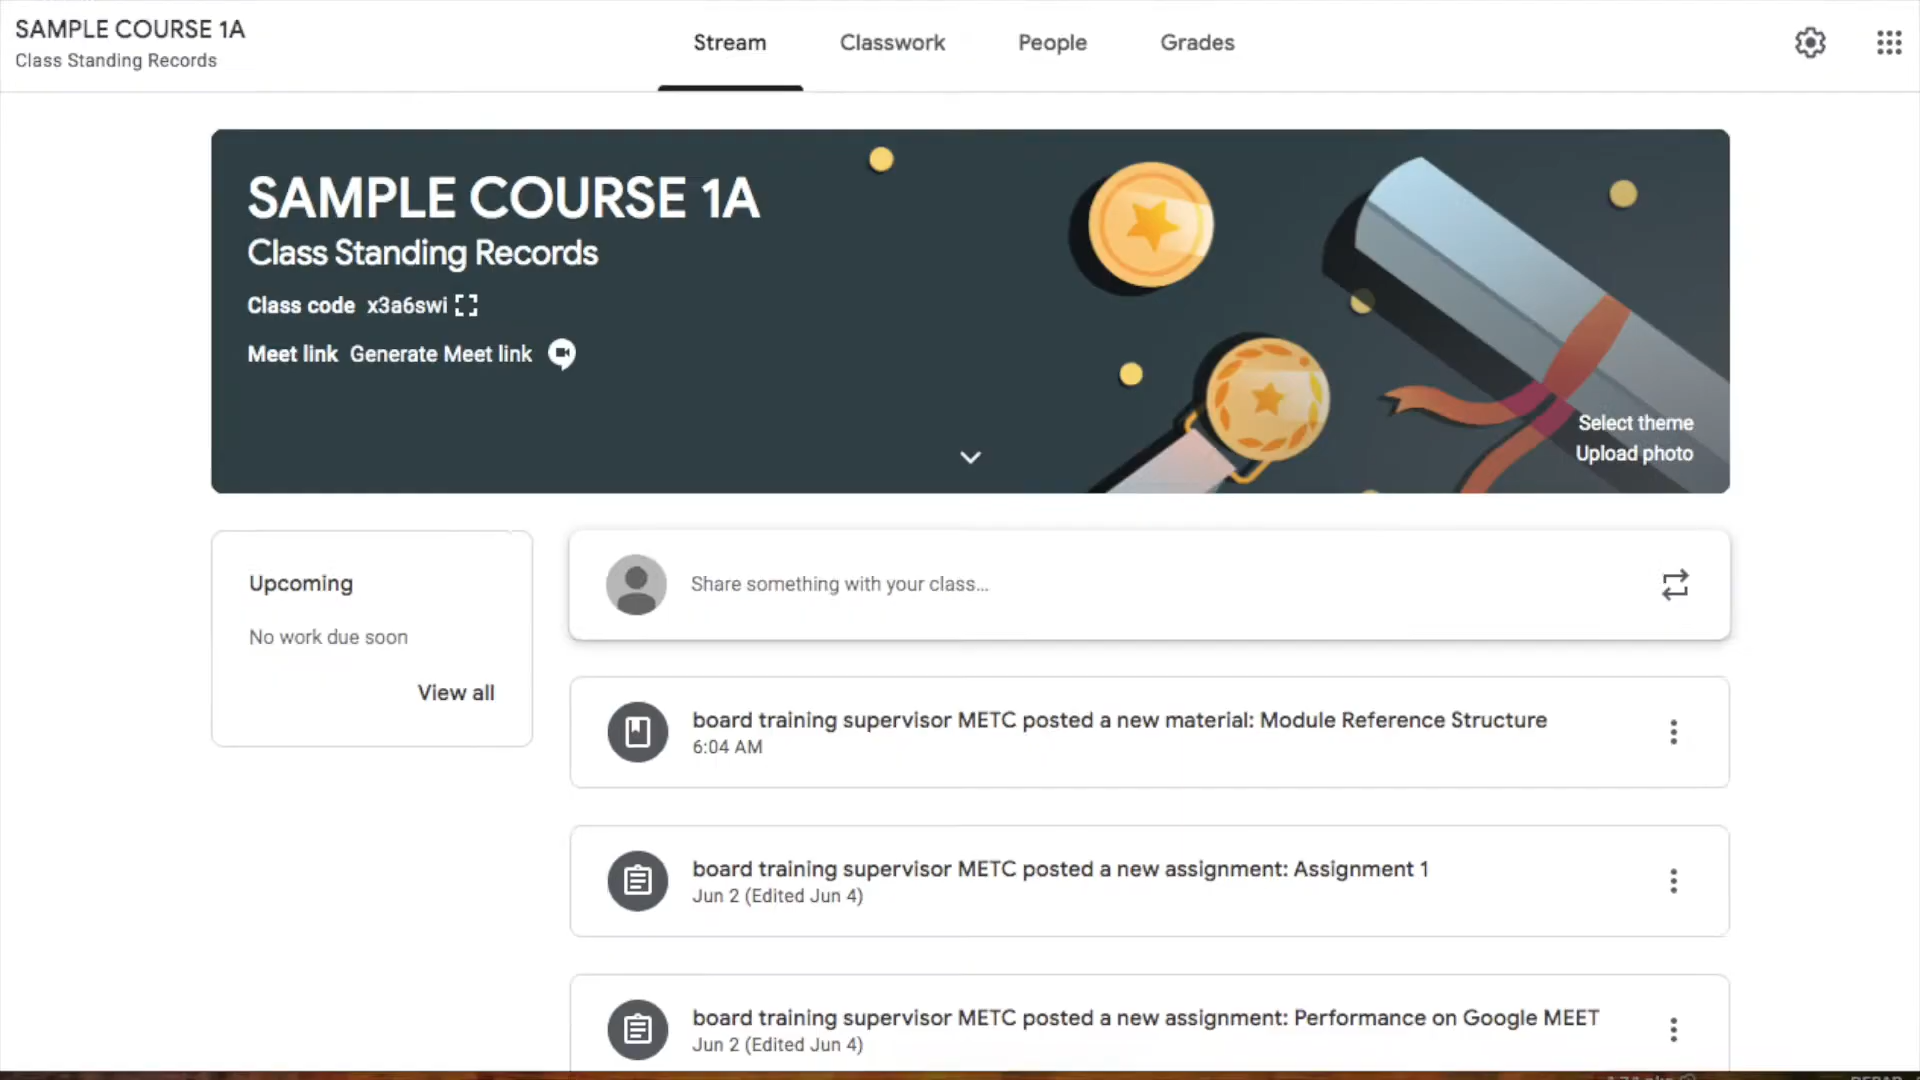 SAMPLE COURSE 1A
Class Standing Records
Stream
Classwork
People
Grades
SAMPLE COURSE 1A
Class Standing Records
Class code x3a6swi
Meet link Generate Meet link
Select theme
Upload photo
Upcoming
No work due soon
View all
Share something with your class...
board training supervisor METC posted a new material: Module Reference Structure
6:04 AM
board training supervisor METC posted a new assignment: Assignment 1
Jun 2 (Edited Jun 4)
board training supervisor METC posted a new assignment: Performance on Google MEET
Jun 2 (Edited Jun 4)